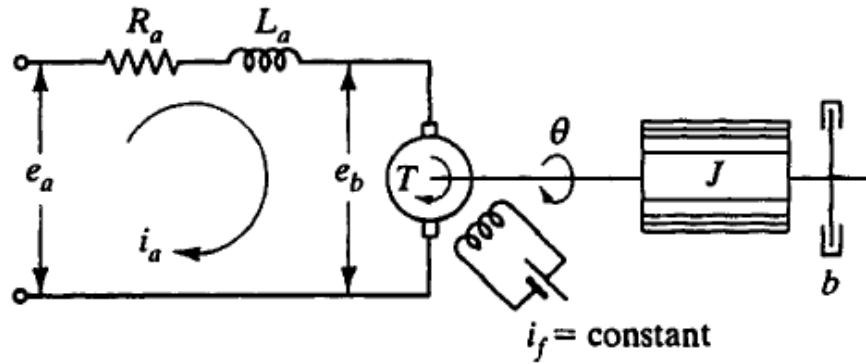 R_a L_a
e_a i_a e_b T θ J
b
i_f = constant